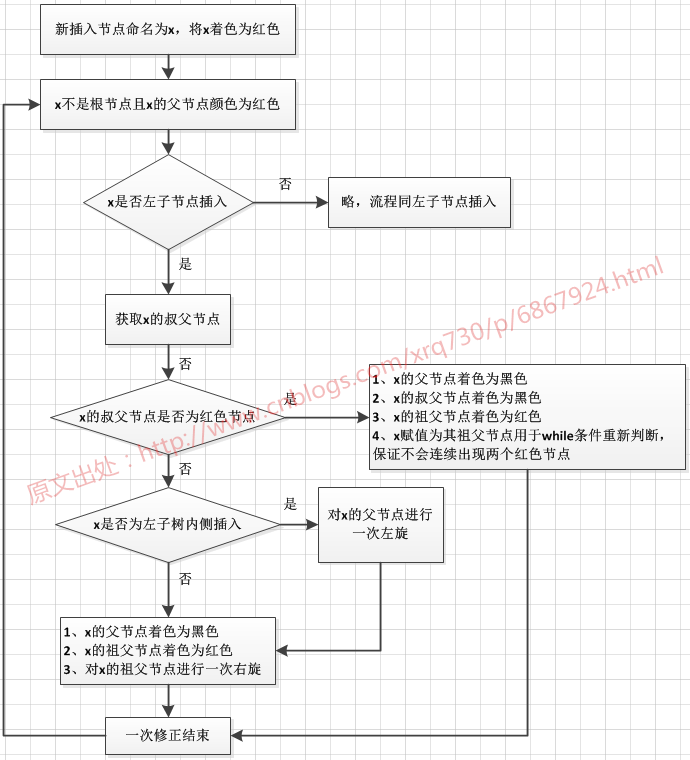 新插入节点命名为x，将x着色为红色
x不是根节点且x的父节点颜色为红色
x是否左子节点插入
否
略，流程同左子节点插入
是
获取x的叔父节点
否
x的叔父节点是否为红色节点
是
1、x的父节点着色为黑色
2、x的叔父节点着色为黑色
3、x的祖父节点着色为红色
4、x赋值为其祖父节点用于while条件重新判断，
保证不会连续出现两个红色节点
否
x是否为左子树内侧插入
是
对x的父节点进行
一次左旋
否
1、x的父节点着色为黑色
2、x的祖父节点着色为红色
3、对x的祖父节点进行一次右旋
一次修正结束
原文出处：http://www.cnblogs.com/xrq730/p/6867924.html